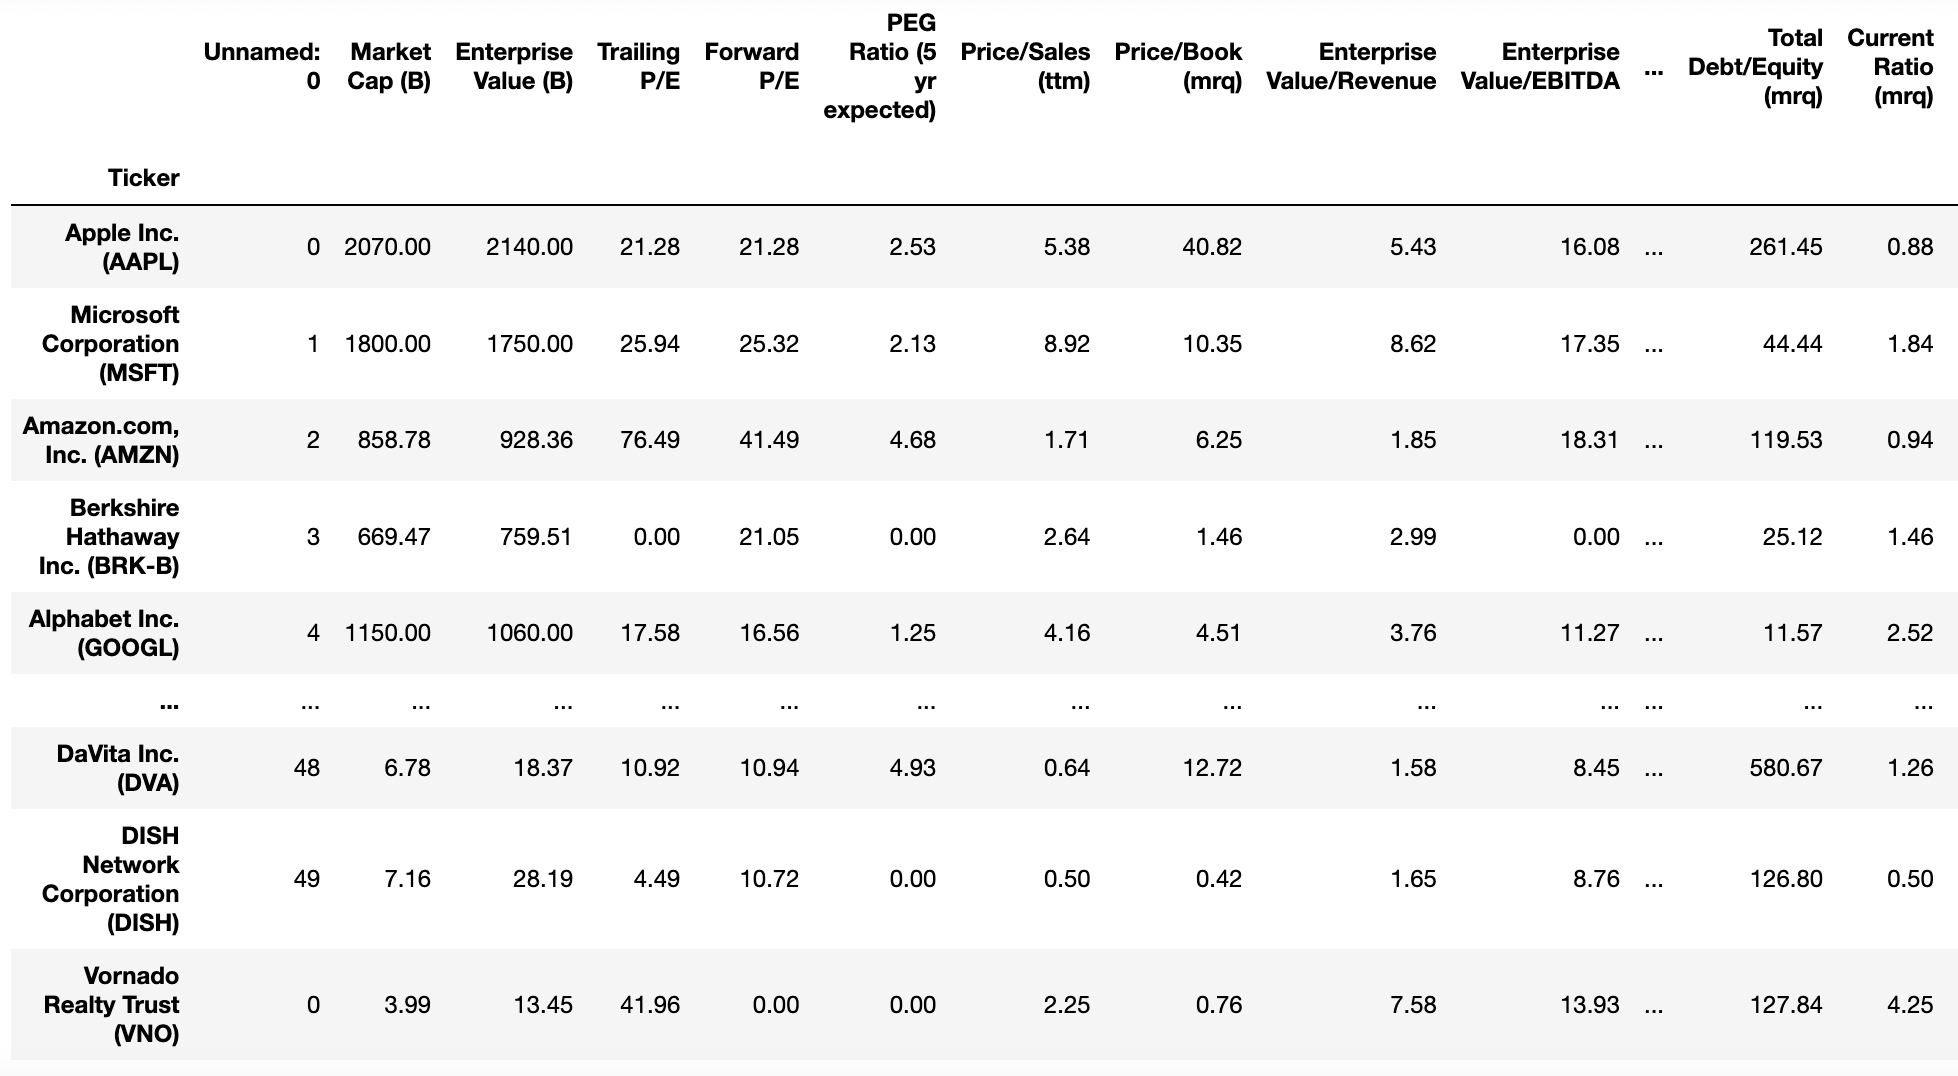 Unnamed: 0 Market Cap (B) Enterprise Value (B) Trailing P/E Forward P/E PEG Ratio (5 yr expected) Price/Sales (ttm) Price/Book (mrq) Enterprise Value/Revenue Enterprise Value/EBITDA ... Total Debt/Equity (mrq) Current Ratio (mrq)
Ticker
Apple Inc. (AAPL) 0 2070.00 2140.00 21.28 21.28 2.53 5.38 40.82 5.43 16.08 ... 261.45 0.88
Microsoft Corporation (MSFT) 1 1800.00 1750.00 25.94 25.32 2.13 8.92 10.35 8.62 17.35 ... 44.44 1.84
Amazon.com, Inc. (AMZN) 2 858.78 928.36 76.49 41.49 4.68 1.71 6.25 1.85 18.31 ... 119.53 0.94
Berkshire Hathaway Inc. (BRK-B) 3 669.47 759.51 0.00 21.05 0.00 2.64 1.46 2.99 0.00 ... 25.12 1.46
Alphabet Inc. (GOOGL) 4 1150.00 1060.00 17.58 16.56 1.25 4.16 4.51 3.76 11.27 ... 11.57 2.52
... ... ... ... ... ... ... ... ... ... ... ... ... ...
DaVita Inc. (DVA) 48 6.78 18.37 10.92 10.94 4.93 0.64 12.72 1.58 8.45 ... 580.67 1.26
DISH Network Corporation (DISH) 49 7.16 28.19 4.49 10.72 0.00 0.50 0.42 1.65 8.76 ... 126.80 0.50
Vornado Realty Trust (VNO) 0 3.99 13.45 41.96 0.00 0.00 2.25 0.76 7.58 13.93 ... 127.84 4.25